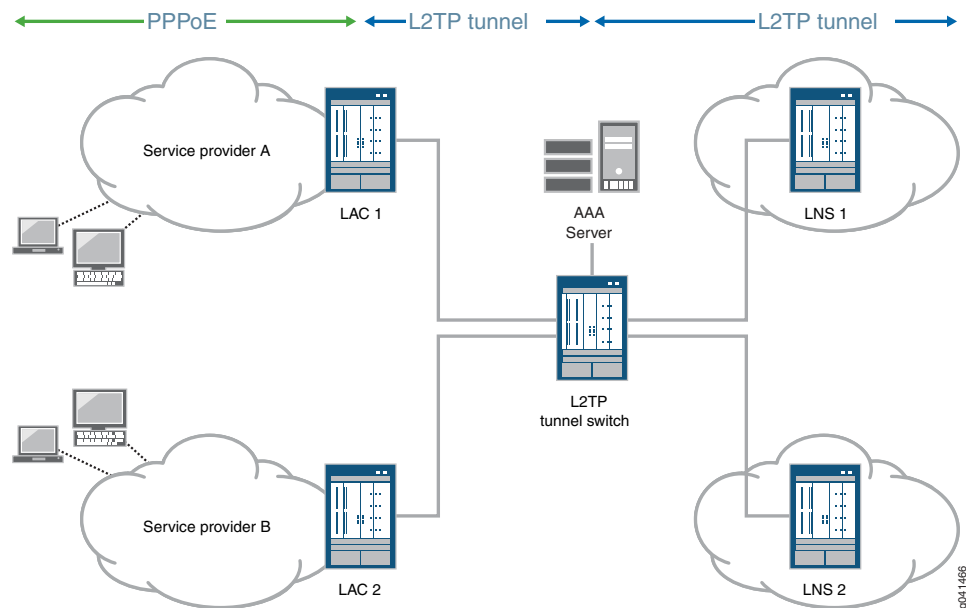 PPPoE
L2TP tunnel
L2TP tunnel
Service provider A
LAC 1
AAA
Server
LNS 1
L2TP
tunnel switch
Service provider B
LAC 2
LNS 2
g041466